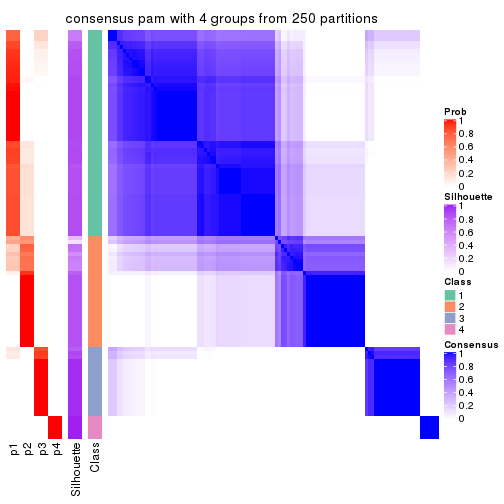 consensus pam with 4 groups from 250 partitions
Prob
1
0.8
0.6
0.4
0.2
0
Silhouette
1
0.8
0.6
0.4
0.2
0
Class
1
2
3
4
Consensus
1
0.8
0.6
0.4
0.2
0
p1
p2
p3
p4
Silhouette
Class